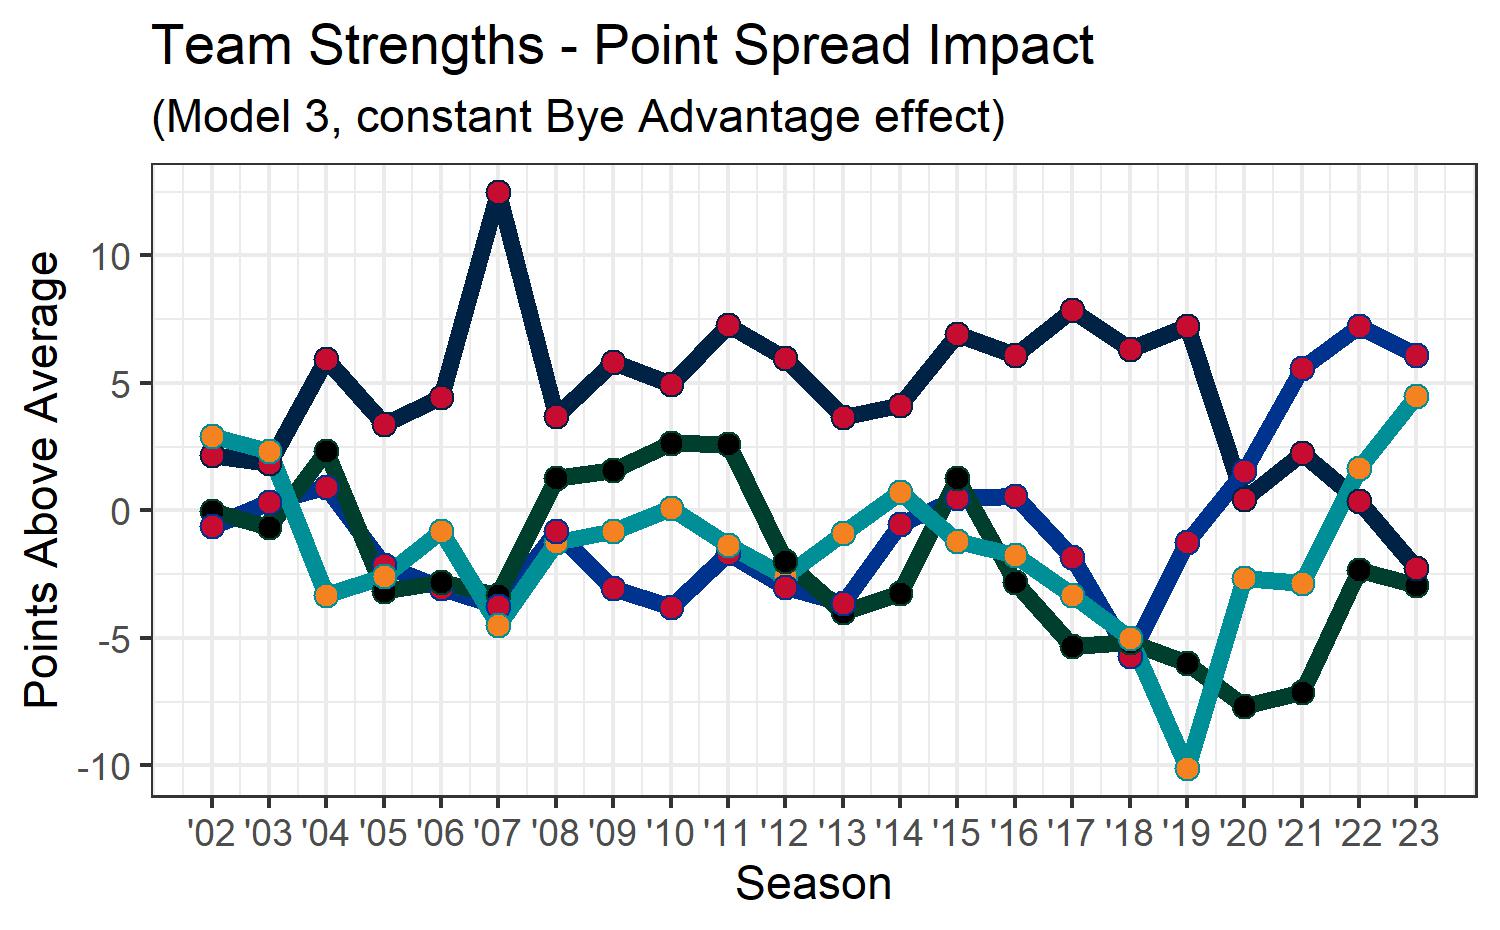 Team Strengths - Point Spread Impact
(Model 3, constant Bye Advantage effect)
Points Above Average
10
5
0
-5
-10
'02 '03 '04 '05 '06 '07 '08 '09 '10 '11 '12 '13 '14 '15 '16 '17 '18 '19 '20 '21 '22 '23
Season